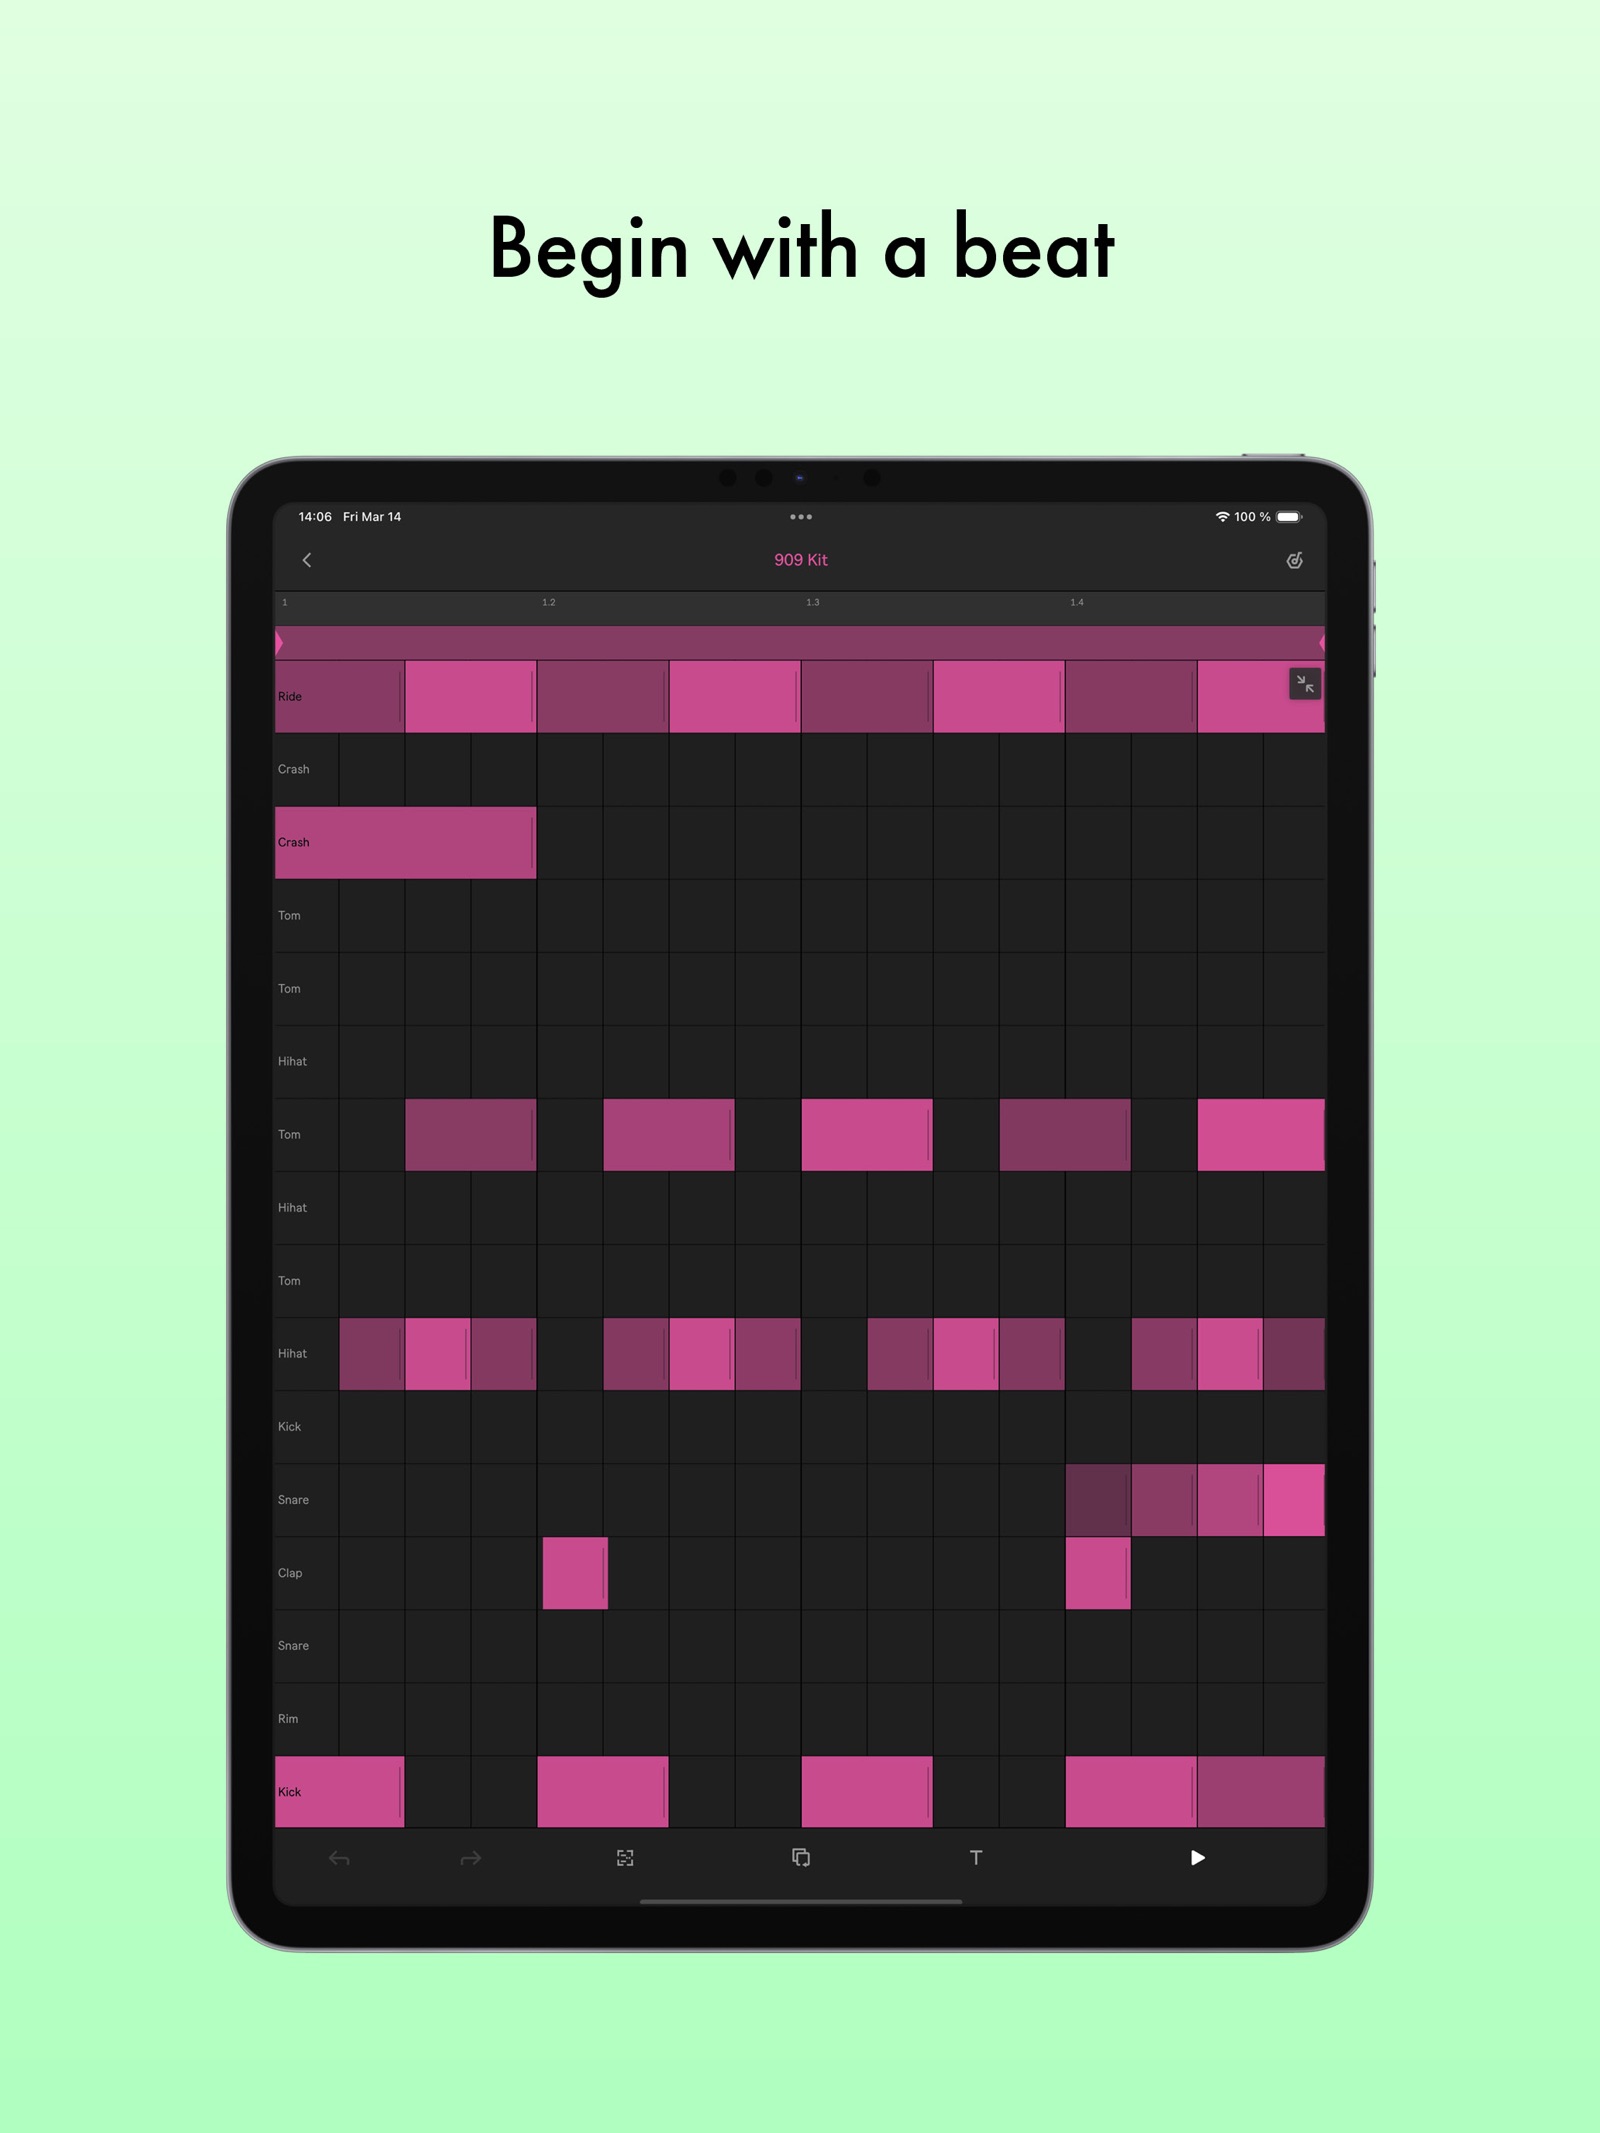 Begin with a beat
14:06 Fri Mar 14
100 %
909 Kit
1 1.2 1.3 1.4
Ride
Crash
Crash
Tom
Tom
Hihat
Tom
Hihat
Tom
Hihat
Kick
Snare
Clap
Snare
Rim
Kick
T